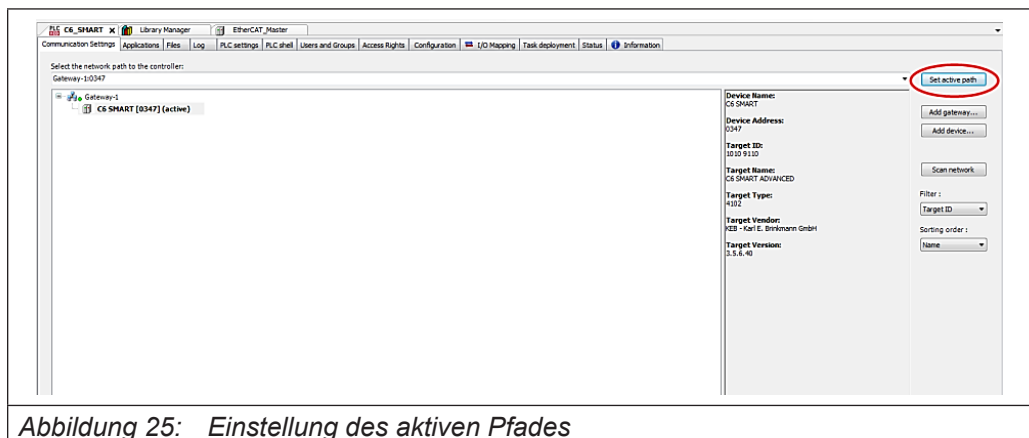 PLC C6_SMART X Library Manager EtherCAT_Master
Communication Settings Applications Files Log PLC settings PLC shell Users and Groups Access Rights Configuration I/O Mapping Task deployment Status Information
Select the network path to the controller:
Gateway-1:0347
Set active path
Gateway-1
C6 SMART [0347] (active)
Device Name:
C6 SMART
Device Address:
0347
Target ID:
1010 9110
Target Name:
C6 SMART ADVANCED
Target Type:
4102
Target Vendor:
KEB - Karl E. Brinkmann GmbH
Target Version:
3.5.6.40
Add gateway...
Add device...
Scan network
Filter :
Target ID
Sorting order :
Name
Abbildung 25: Einstellung des aktiven Pfades